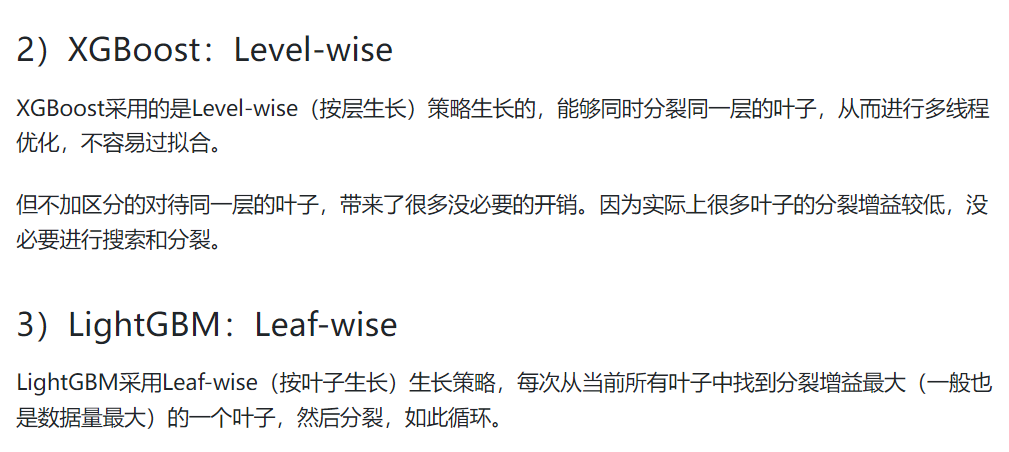 2）XGBoost：Level-wise
XGBoost采用的是Level-wise（按层生长）策略生长的，能够同时分裂同一层的叶子，从而进行多线程
优化，不容易过拟合。
但不加区分的对待同一层的叶子，带来了很多没必要的开销。因为实际上很多叶子的分裂增益较低，没
必要进行搜索和分裂。
3）LightGBM：Leaf-wise
LightGBM采用Leaf-wise（按叶子生长）生长策略，每次从当前所有叶子中找到分裂增益最大（一般也
是数据量最大）的一个叶子，然后分裂，如此循环。